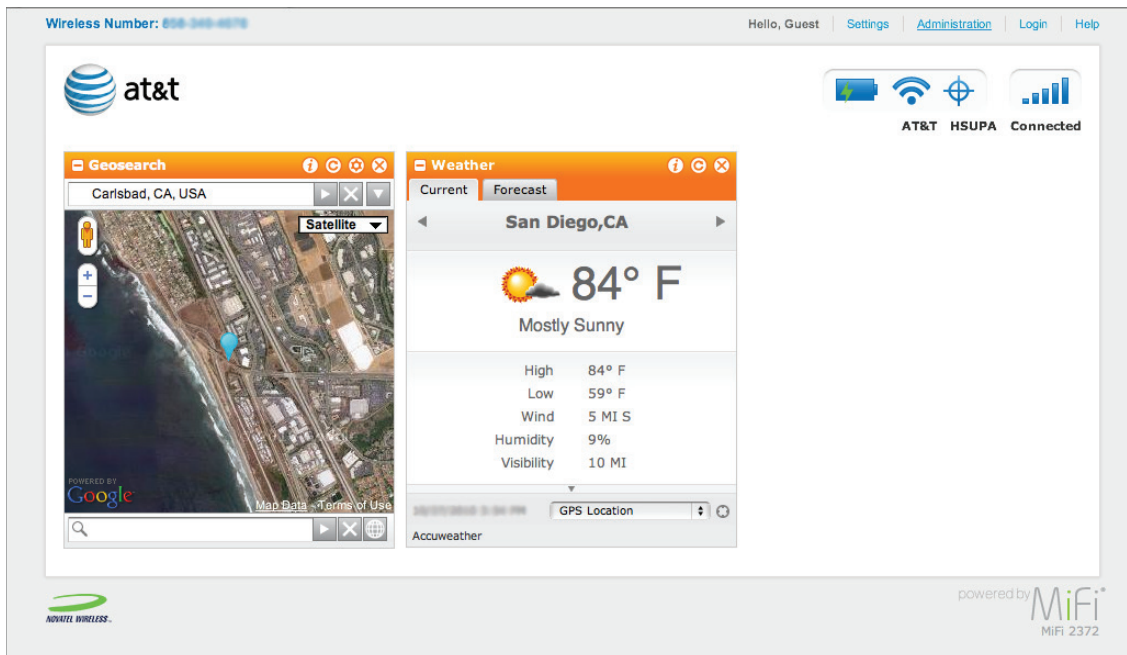 Wireless Number:
Hello, Guest Settings Administration Login Help
at&t
AT&T HSUPA Connected
Geosearch
Carlsbad, CA, USA
Satellite
POWERED BY
Google
Map Data - Terms of Use
Weather
Current Forecast
San Diego,CA
84° F
Mostly Sunny
High 84° F
Low 59° F
Wind 5 MI S
Humidity 9%
Visibility 10 MI
GPS Location
Accuweather
NOVATEL WIRELESS
powered by MiFi
MiFi 2372